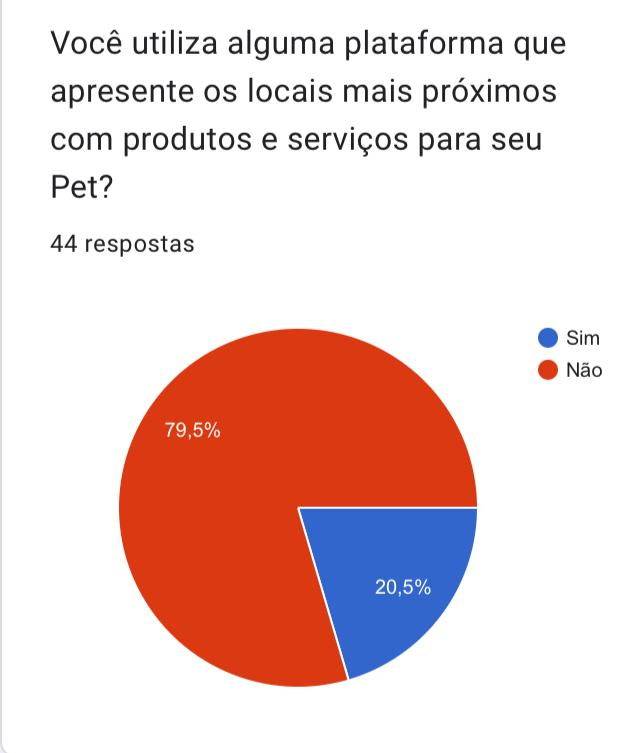 Você utiliza alguma plataforma que
apresente os locais mais próximos
com produtos e serviços para seu
Pet?
44 respostas
Sim
Não
79,5%
20,5%